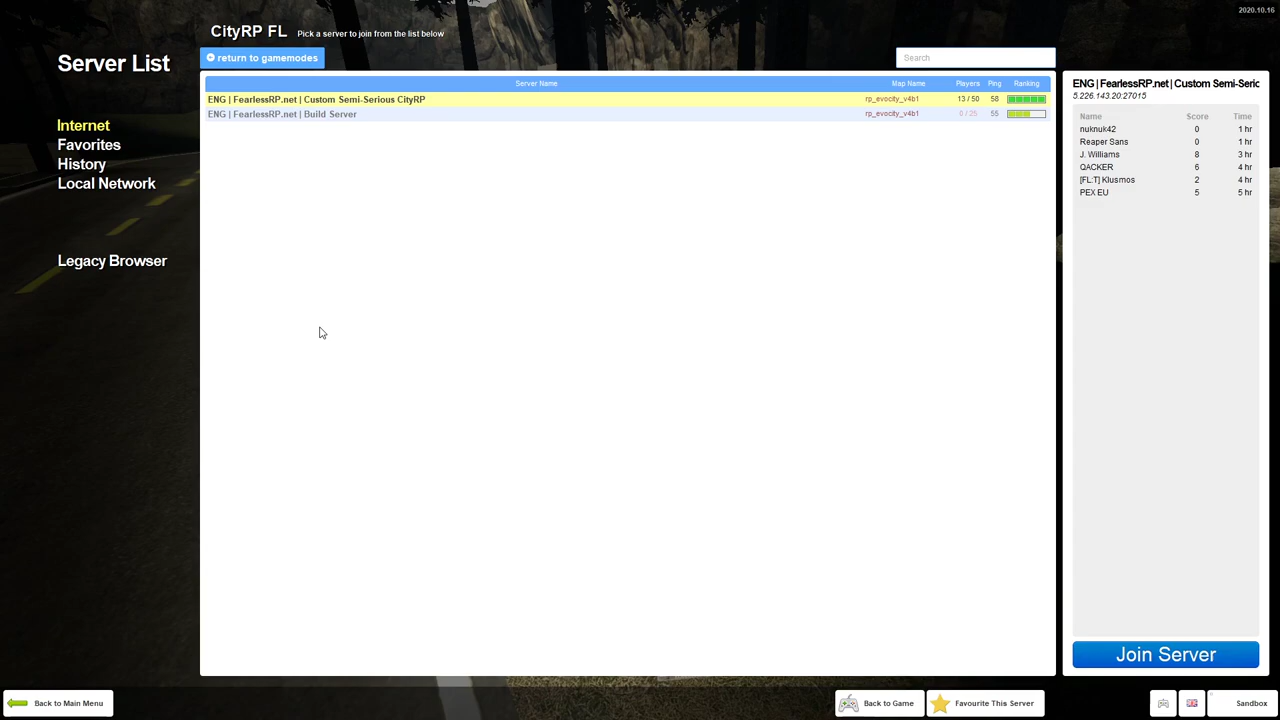 2020.10.16
CityRP FL Pick a server to join from the list below
Server List
return to gamemodes
Search
Internet
Favorites
History
Local Network
Legacy Browser
Server Name Map Name Players Ping Ranking
ENG | FearlessRP.net | Custom Semi-Serious CityRP rp_evocity_v4b1 13 / 50 58
ENG | FearlessRP.net | Build Server rp_evocity_v4b1 0 / 25 55
ENG | FearlessRP.net | Custom Semi-Serio
5.226.143.20:27015
Name Score Time
nuknuk42 0 1 hr
Reaper Sans 0 1 hr
J. Williams 8 3 hr
QACKER 6 4 hr
[FL:T] Klusmos 2 4 hr
PEX EU 5 5 hr
Join Server
Back to Main Menu
Back to Game
Favourite This Server
Sandbox